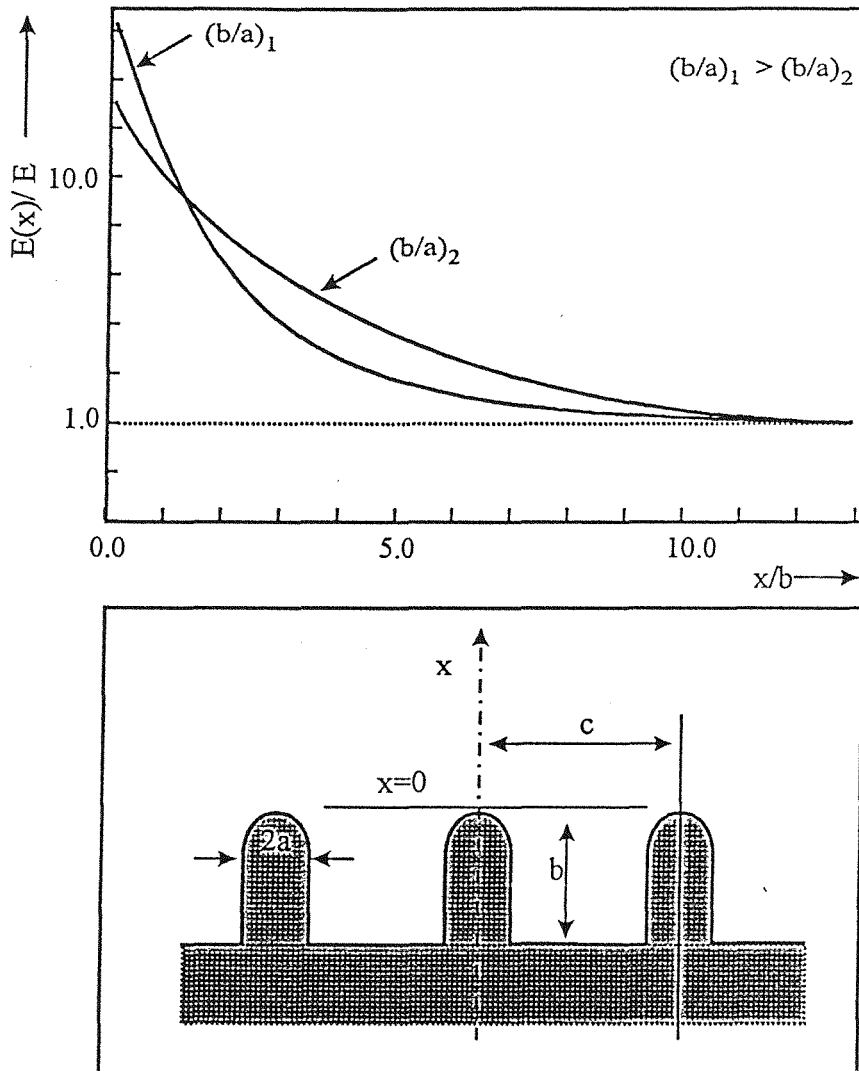 (b/a)₁
(b/a)₁ > (b/a)₂
E(x)/ E
10.0
(b/a)₂
1.0
0.0 5.0 10.0
x/b
x
c
x=0
2a
b